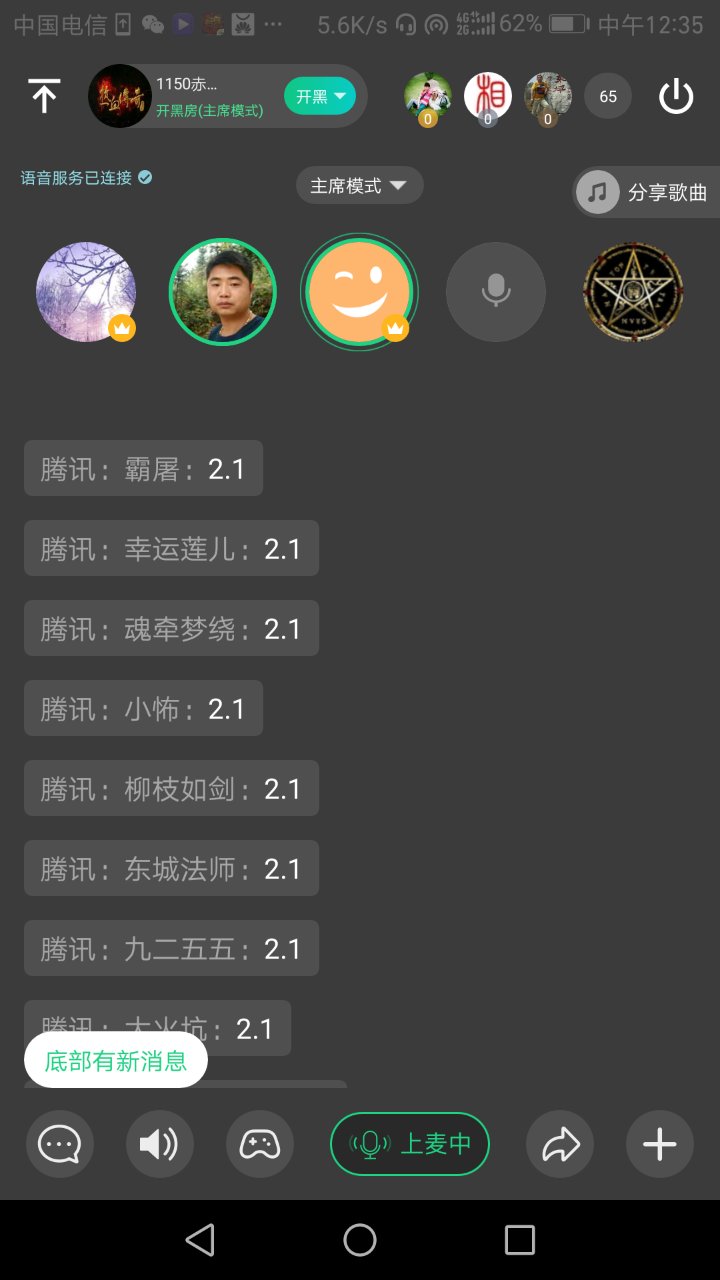 中国电信 ··· 5.6K/s 4G 2G 62% 中午12:35
1150赤...
开黑房(主席模式)
开黑
0 0 0
65
语音服务已连接
主席模式
分享歌曲
腾讯：霸屠：2.1
腾讯：幸运莲儿：2.1
腾讯：魂牵梦绕：2.1
腾讯：小怖：2.1
腾讯：柳枝如剑：2.1
腾讯：东城法师：2.1
腾讯：九二五五：2.1
腾讯：大火坑：2.1
底部有新消息
上麦中